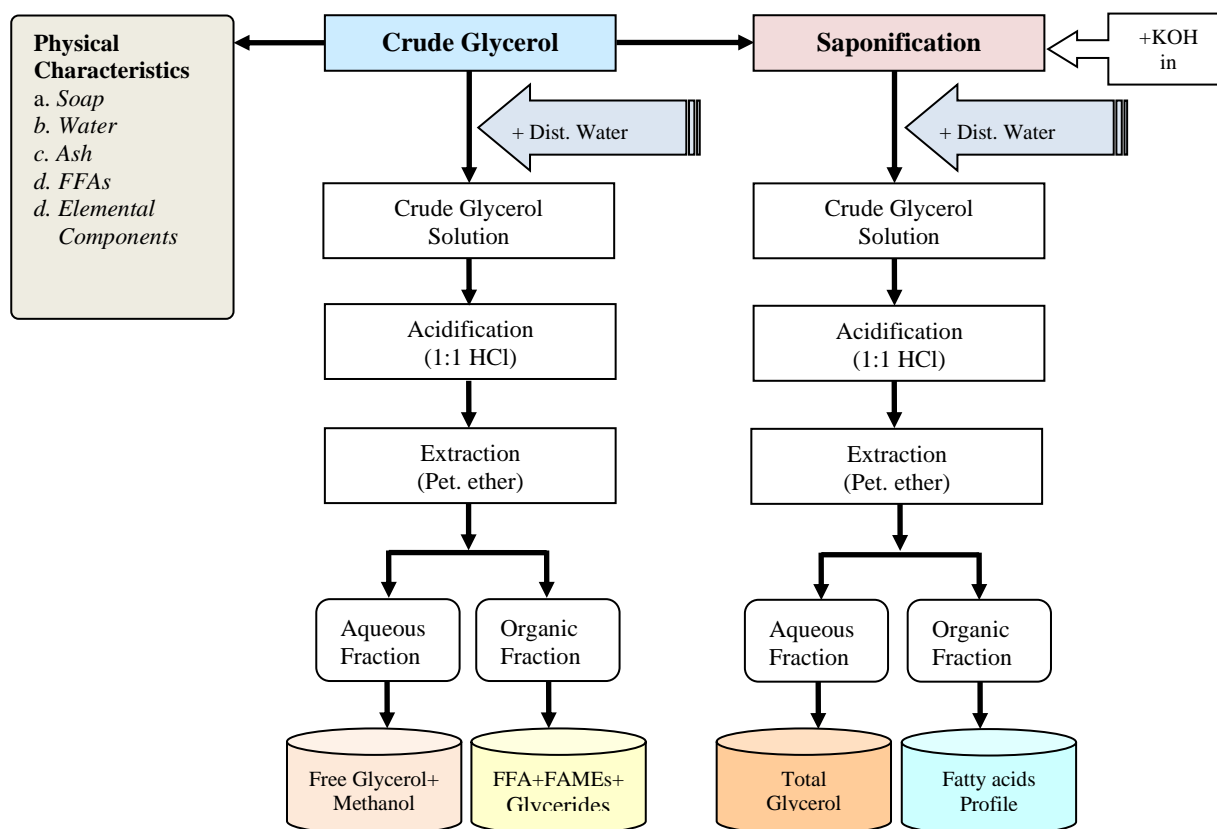 Physical
Characteristics
a. Soap
b. Water
c. Ash
d. FFAs
d. Elemental
Components
Crude Glycerol
Saponification
+KOH
in
+ Dist. Water
+ Dist. Water
Crude Glycerol
Solution
Crude Glycerol
Solution
Acidification
(1:1 HCl)
Acidification
(1:1 HCl)
Extraction
(Pet. ether)
Extraction
(Pet. ether)
Aqueous
Fraction
Organic
Fraction
Aqueous
Fraction
Organic
Fraction
Free Glycerol+
Methanol
FFA+FAMEs+
Glycerides
Total
Glycerol
Fatty acids
Profile